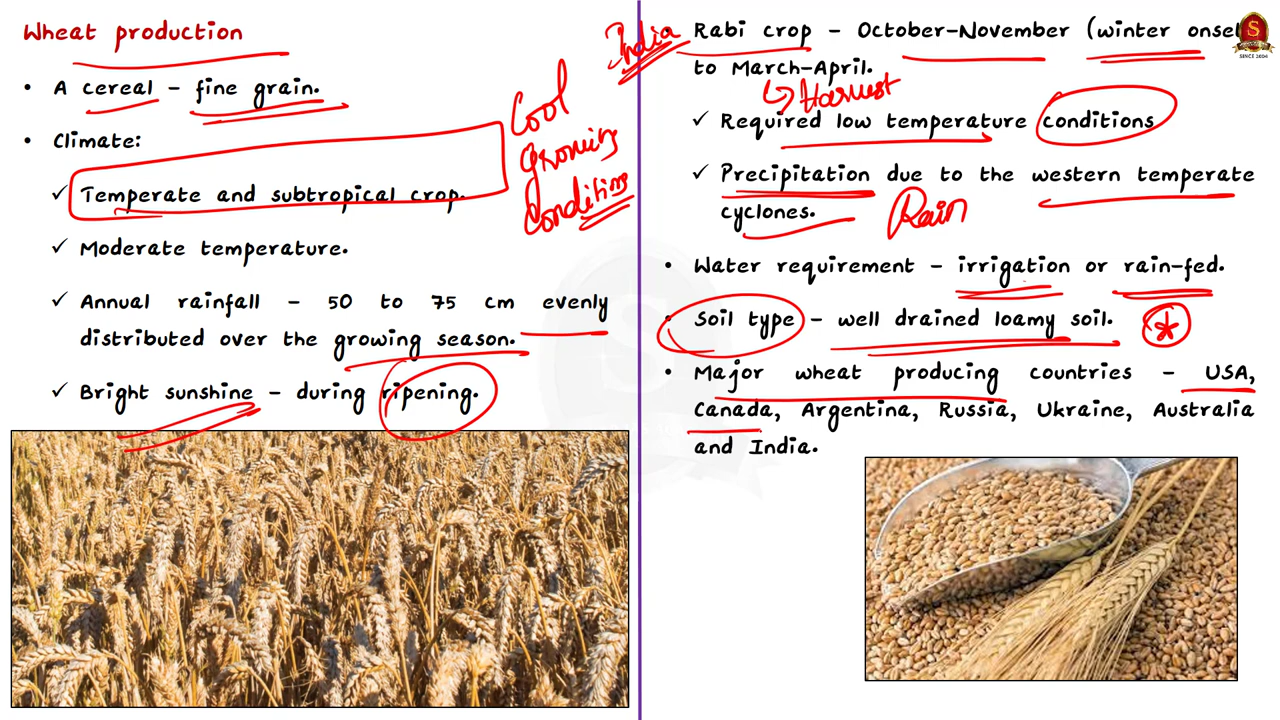 Wheat production
• A cereal – fine grain.
• Climate:
✓ Temperate and subtropical crop.
Cool
Growing
Conditions
✓ Moderate temperature.
✓ Annual rainfall – 50 to 75 cm evenly
distributed over the growing season.
✓ Bright sunshine – during ripening.
India
Rabi crop – October-November (winter onset
to March-April.
Harvest
✓ Required low temperature conditions
✓ Precipitation due to the western temperate
cyclones.
Rain
• Water requirement – irrigation or rain-fed.
• Soil type – well drained loamy soil.
• Major wheat producing countries – USA,
Canada, Argentina, Russia, Ukraine, Australia
and India.
S
SINCE 2004